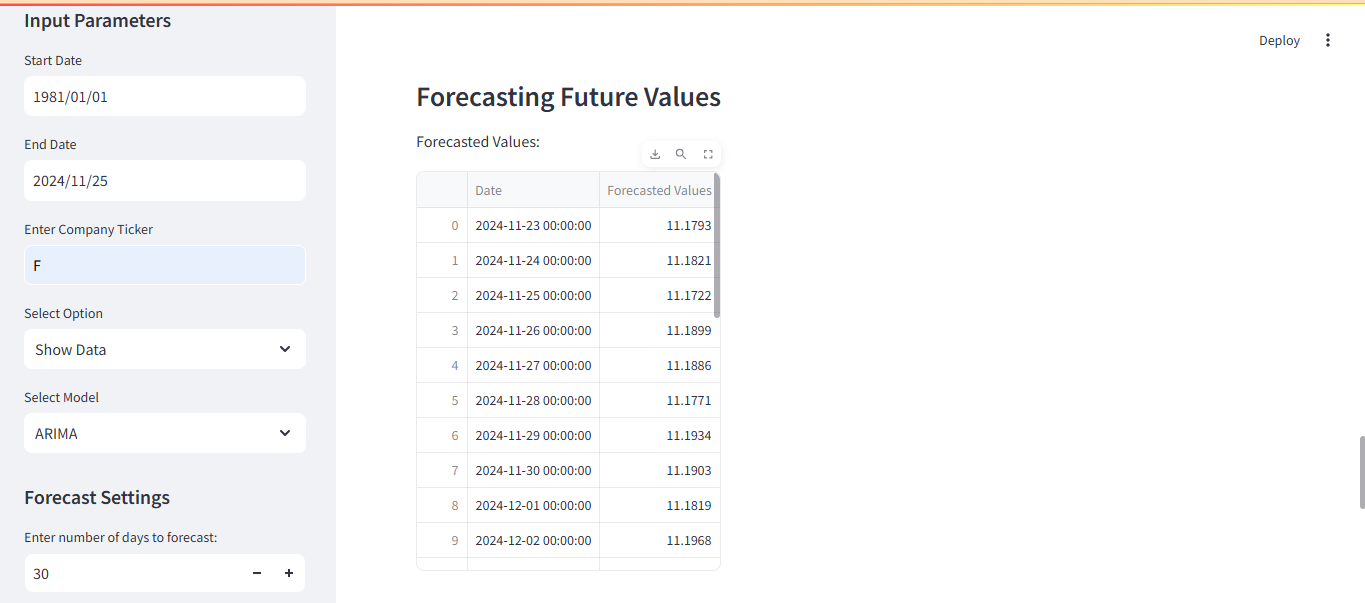 Input Parameters
Start Date
1981/01/01
End Date
2024/11/25
Enter Company Ticker
F
Select Option
Show Data
Select Model
ARIMA
Forecast Settings
Enter number of days to forecast:
30
Deploy
Forecasting Future Values
Forecasted Values:
Date Forecasted Values
0 2024-11-23 00:00:00 11.1793
1 2024-11-24 00:00:00 11.1821
2 2024-11-25 00:00:00 11.1722
3 2024-11-26 00:00:00 11.1899
4 2024-11-27 00:00:00 11.1886
5 2024-11-28 00:00:00 11.1771
6 2024-11-29 00:00:00 11.1934
7 2024-11-30 00:00:00 11.1903
8 2024-12-01 00:00:00 11.1819
9 2024-12-02 00:00:00 11.1968